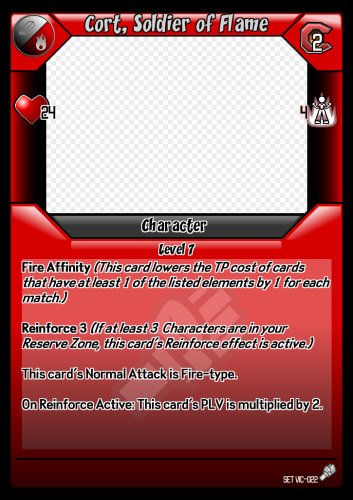 Cort, Soldier of Flame
2
24
4
Character
Level 1
Fire Affinity (This card lowers the TP cost of cards
that have at least 1 of the listed elements by 1 for each
match.)
Reinforce 3 (If at least 3 Characters are in your
Reserve Zone, this card's Reinforce effect is active.)
This card's Normal Attack is Fire-type.
On Reinforce Active: This card's PLV is multiplied by 2.
SET VIC-022